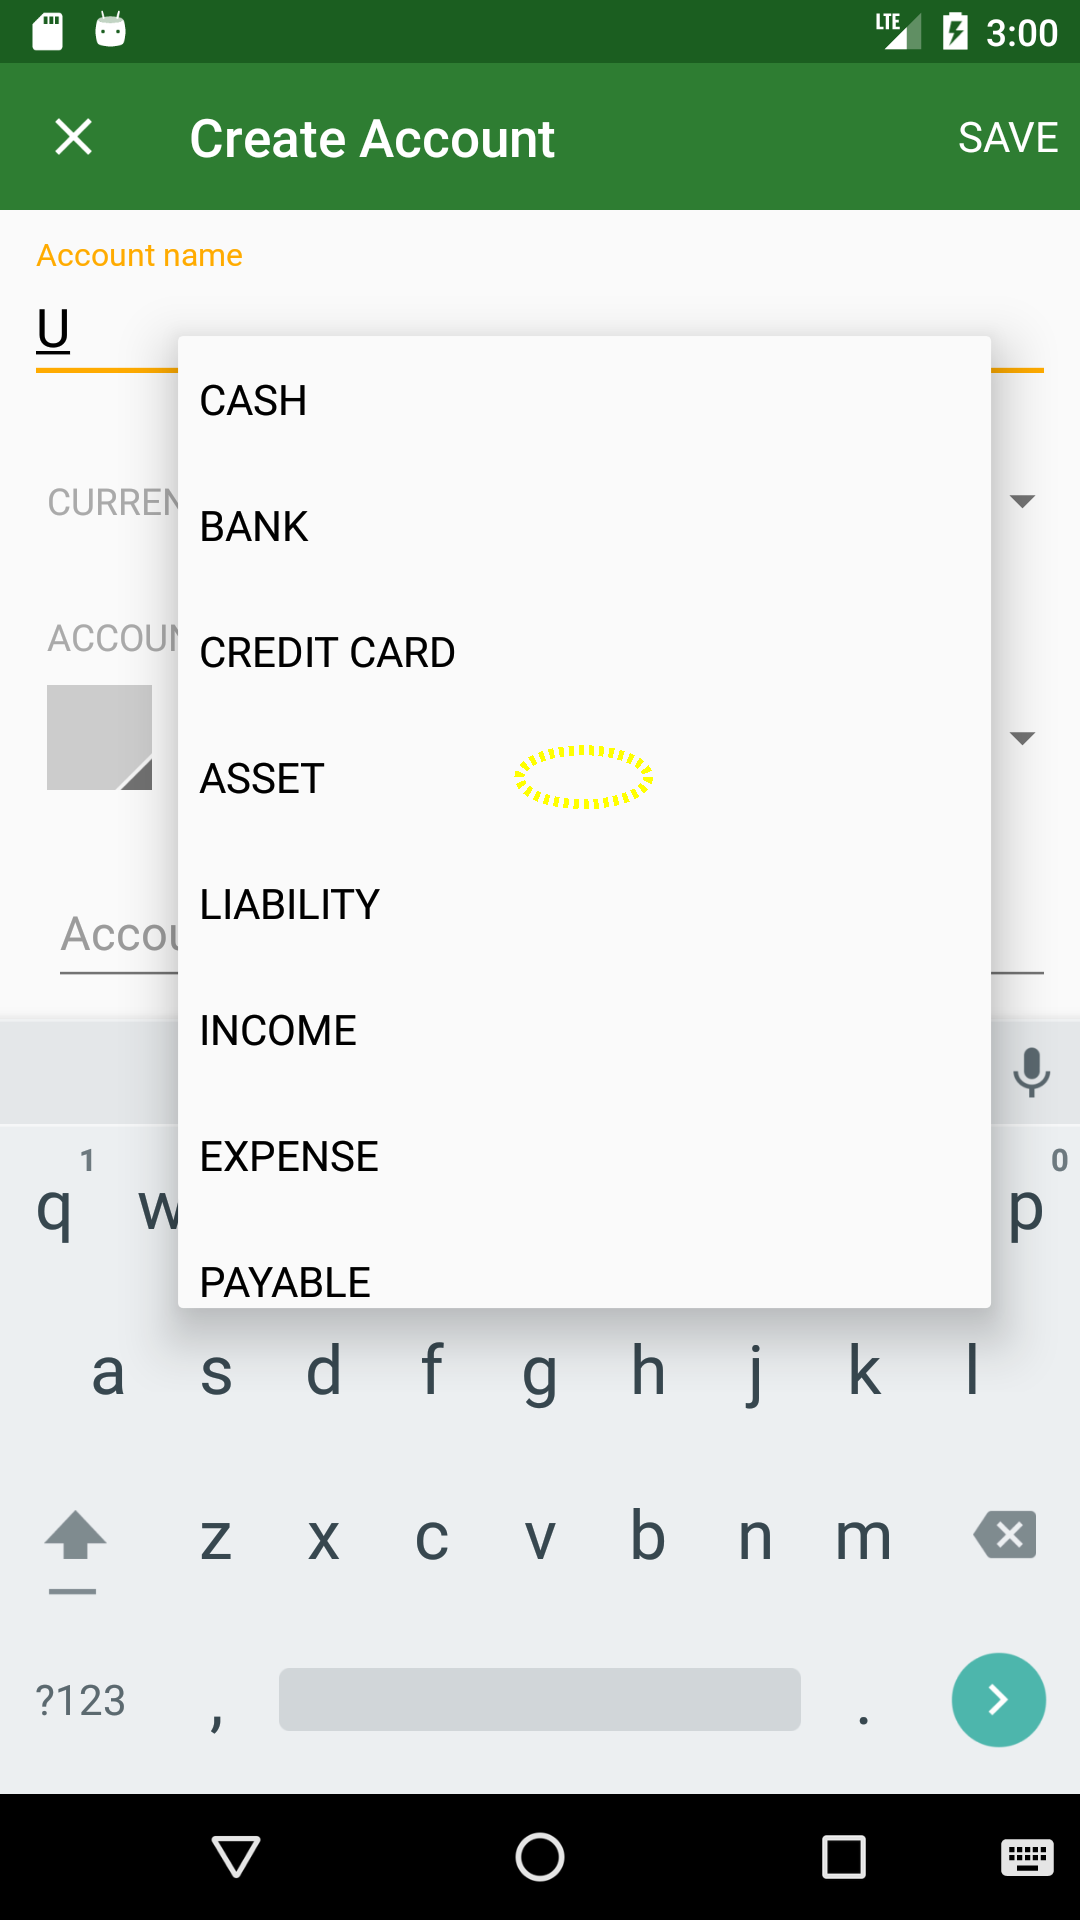 LTE 3:00
Create Account SAVE
Account name
U
CASH
CURREN
BANK
ACCOUN
CREDIT CARD
ASSET
LIABILITY
Accou
INCOME
EXPENSE
1 0
q w p
PAYABLE
a s d f g h j k l
z x c v b n m
?123 , .